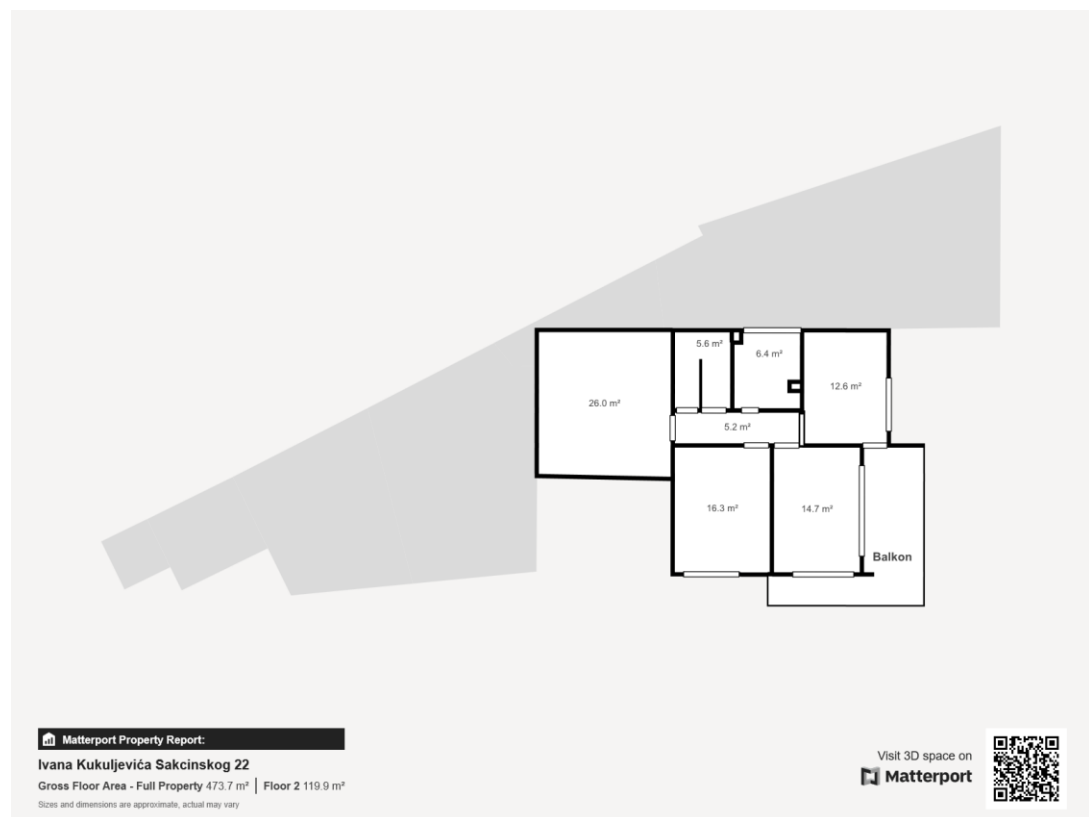 5.6 m²
6.4 m²
12.6 m²
26.0 m²
5.2 m²
16.3 m²
14.7 m²
Balkon
Matterport Property Report:
Ivana Kukuljevića Sakcinskog 22
Gross Floor Area - Full Property 473.7 m² | Floor 2 119.9 m²
Sizes and dimensions are approximate, actual may vary
Visit 3D space on
Matterport